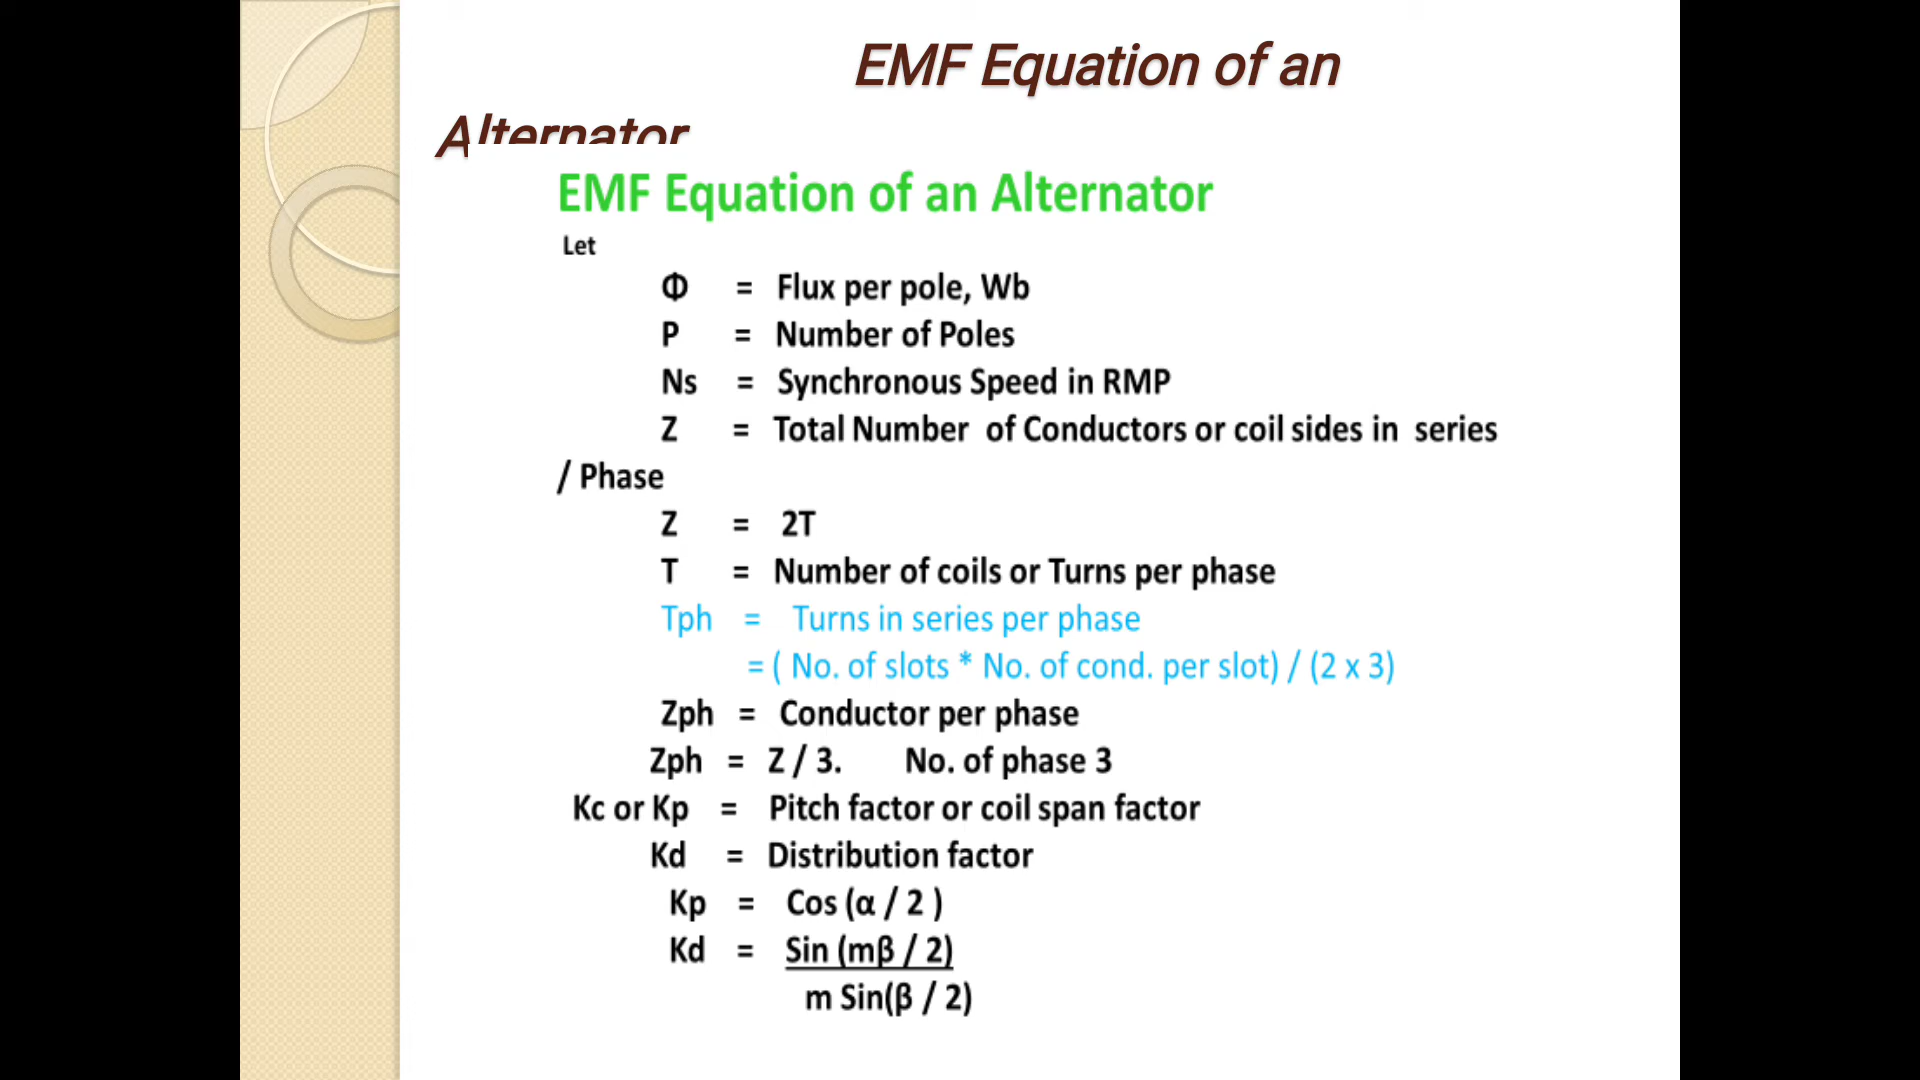 EMF Equation of an
Alternator
EMF Equation of an Alternator
Let
Φ = Flux per pole, Wb
P = Number of Poles
Ns = Synchronous Speed in RMP
Z = Total Number of Conductors or coil sides in series
/ Phase
Z = 2T
T = Number of coils or Turns per phase
Tph = Turns in series per phase
= ( No. of slots * No. of cond. per slot) / (2 x 3)
Zph = Conductor per phase
Zph = Z / 3. No. of phase 3
Kc or Kp = Pitch factor or coil span factor
Kd = Distribution factor
Kp = Cos (α / 2 )
Kd = Sin (mβ / 2)
m Sin(β / 2)